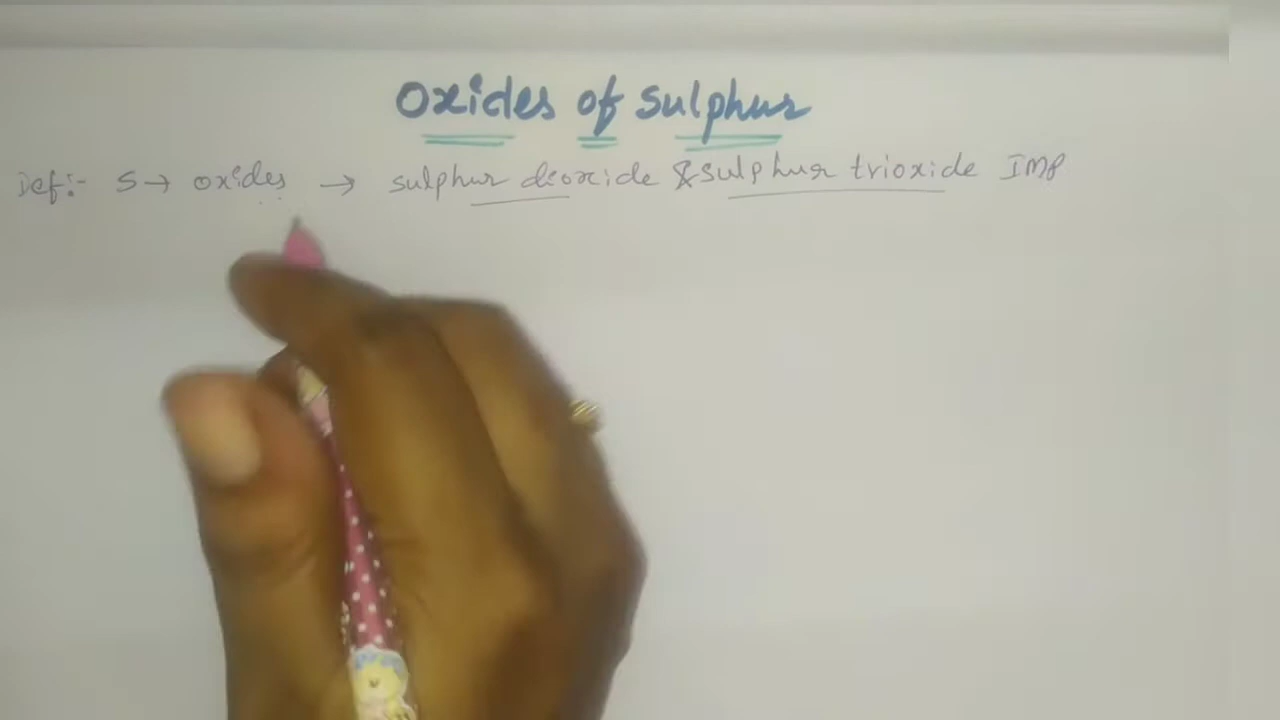 Oxides of sulphur
Def:- S → oxides → sulphur dioxide & sulphur trioxide IMP